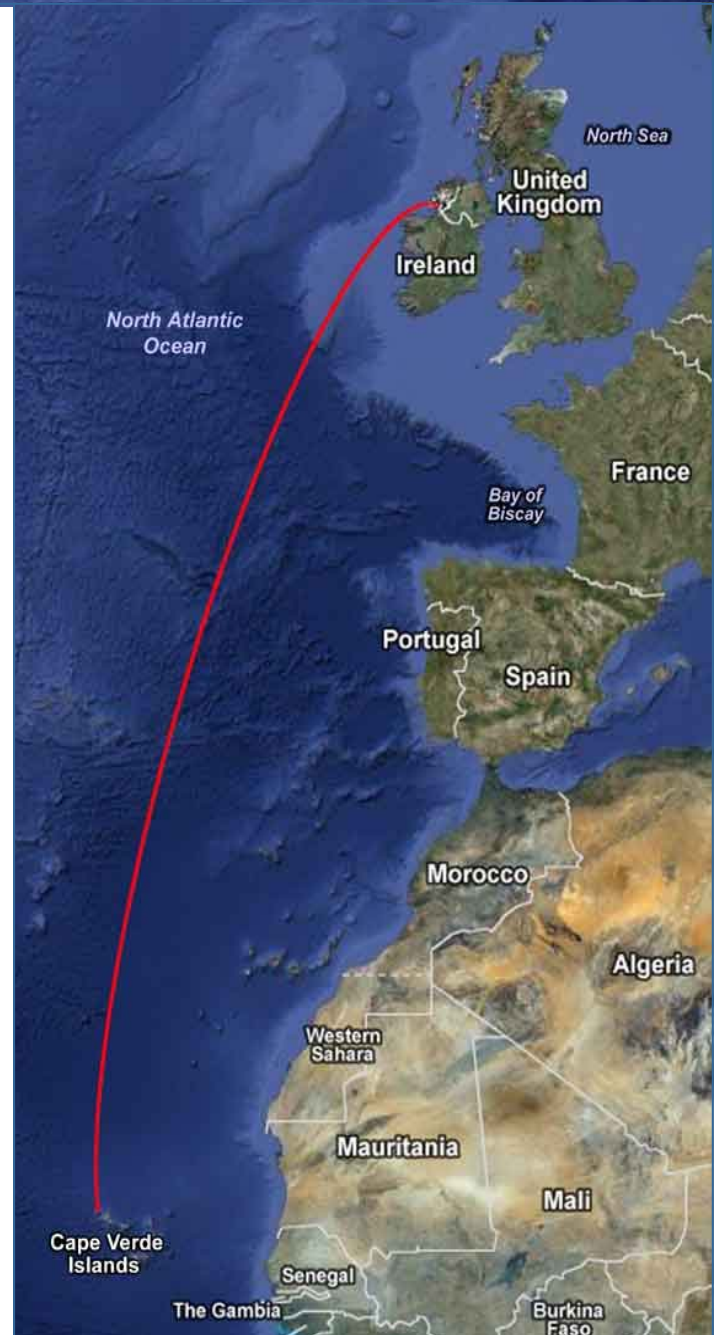 North Sea
United
Kingdom
Ireland
North Atlantic
Ocean
France
Bay of
Biscay
Portugal
Spain
Morocco
Algeria
Western
Sahara
Mauritania
Mali
Cape Verde
Islands
Senegal
The Gambia
Burkina
Faso